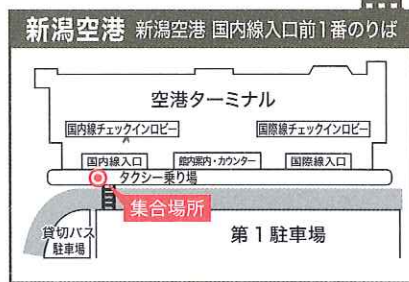 新潟空港 新潟空港 国内線入口前1番のりば
空港ターミナル
国内線チェックインロビー 国際線チェックインロビー
国内線入口 館内案内・カウンター 国際線入口
タクシー乗り場
集合場所
貸切バス
駐車場
第1駐車場